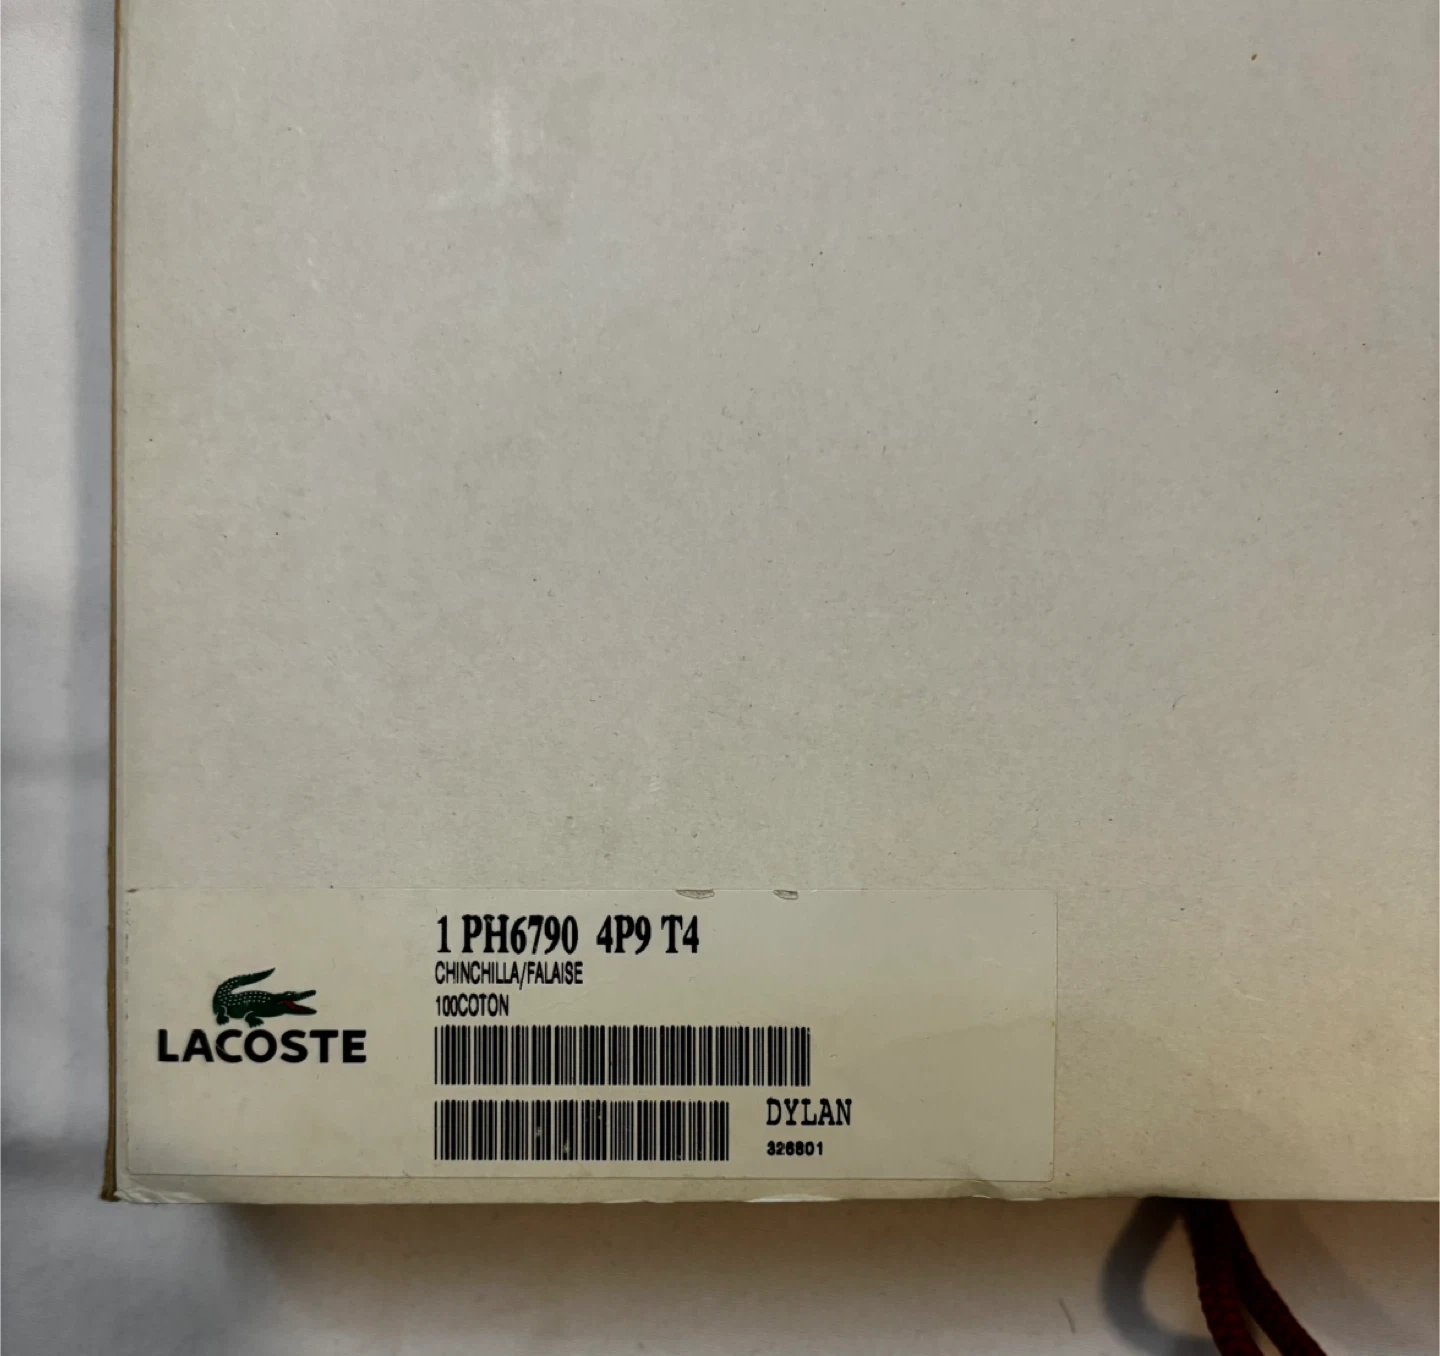 1 PH6790 4P9 T4
CHINCHILLA/FALAISE
100COTON
LACOSTE
DYLAN
326801